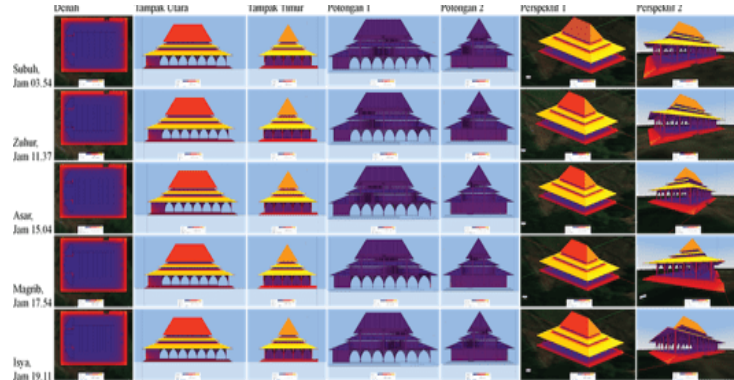 Denah Tampak Utara Tampak Timur Potongan 1 Potongan 2 Perspektif 1 Perspektif 2
Subuh,
Jam 03.54
Zuhur,
Jam 11.37
Asar,
Jam 15.04
Magrib,
Jam 17.54
Isya,
Jam 19.11